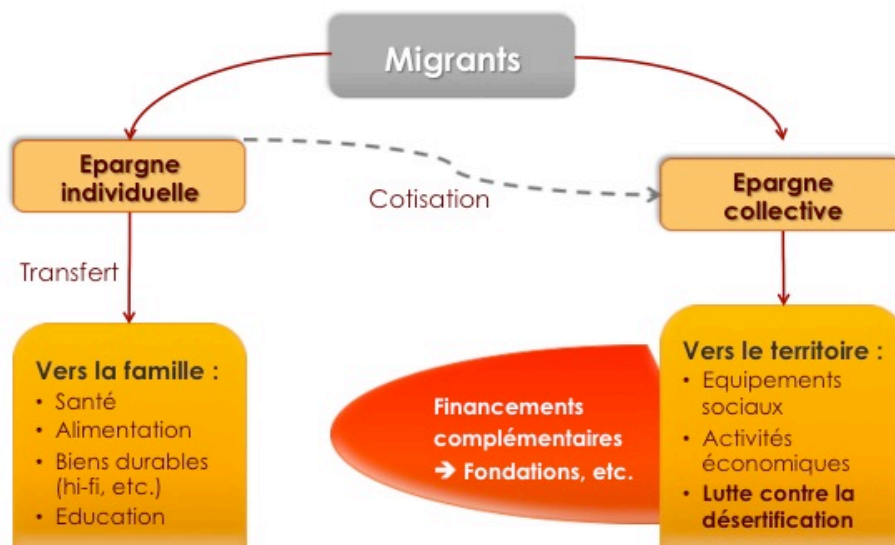 Migrants
Epargne
individuelle
Cotisation
Epargne
collective
Transfert
Vers la famille :
• Santé
• Alimentation
• Biens durables
(hi-fi, etc.)
• Education
Financements
complémentaires
➔ Fondations, etc.
Vers le territoire :
• Equipements
sociaux
• Activités
économiques
• Lutte contre la
désertification